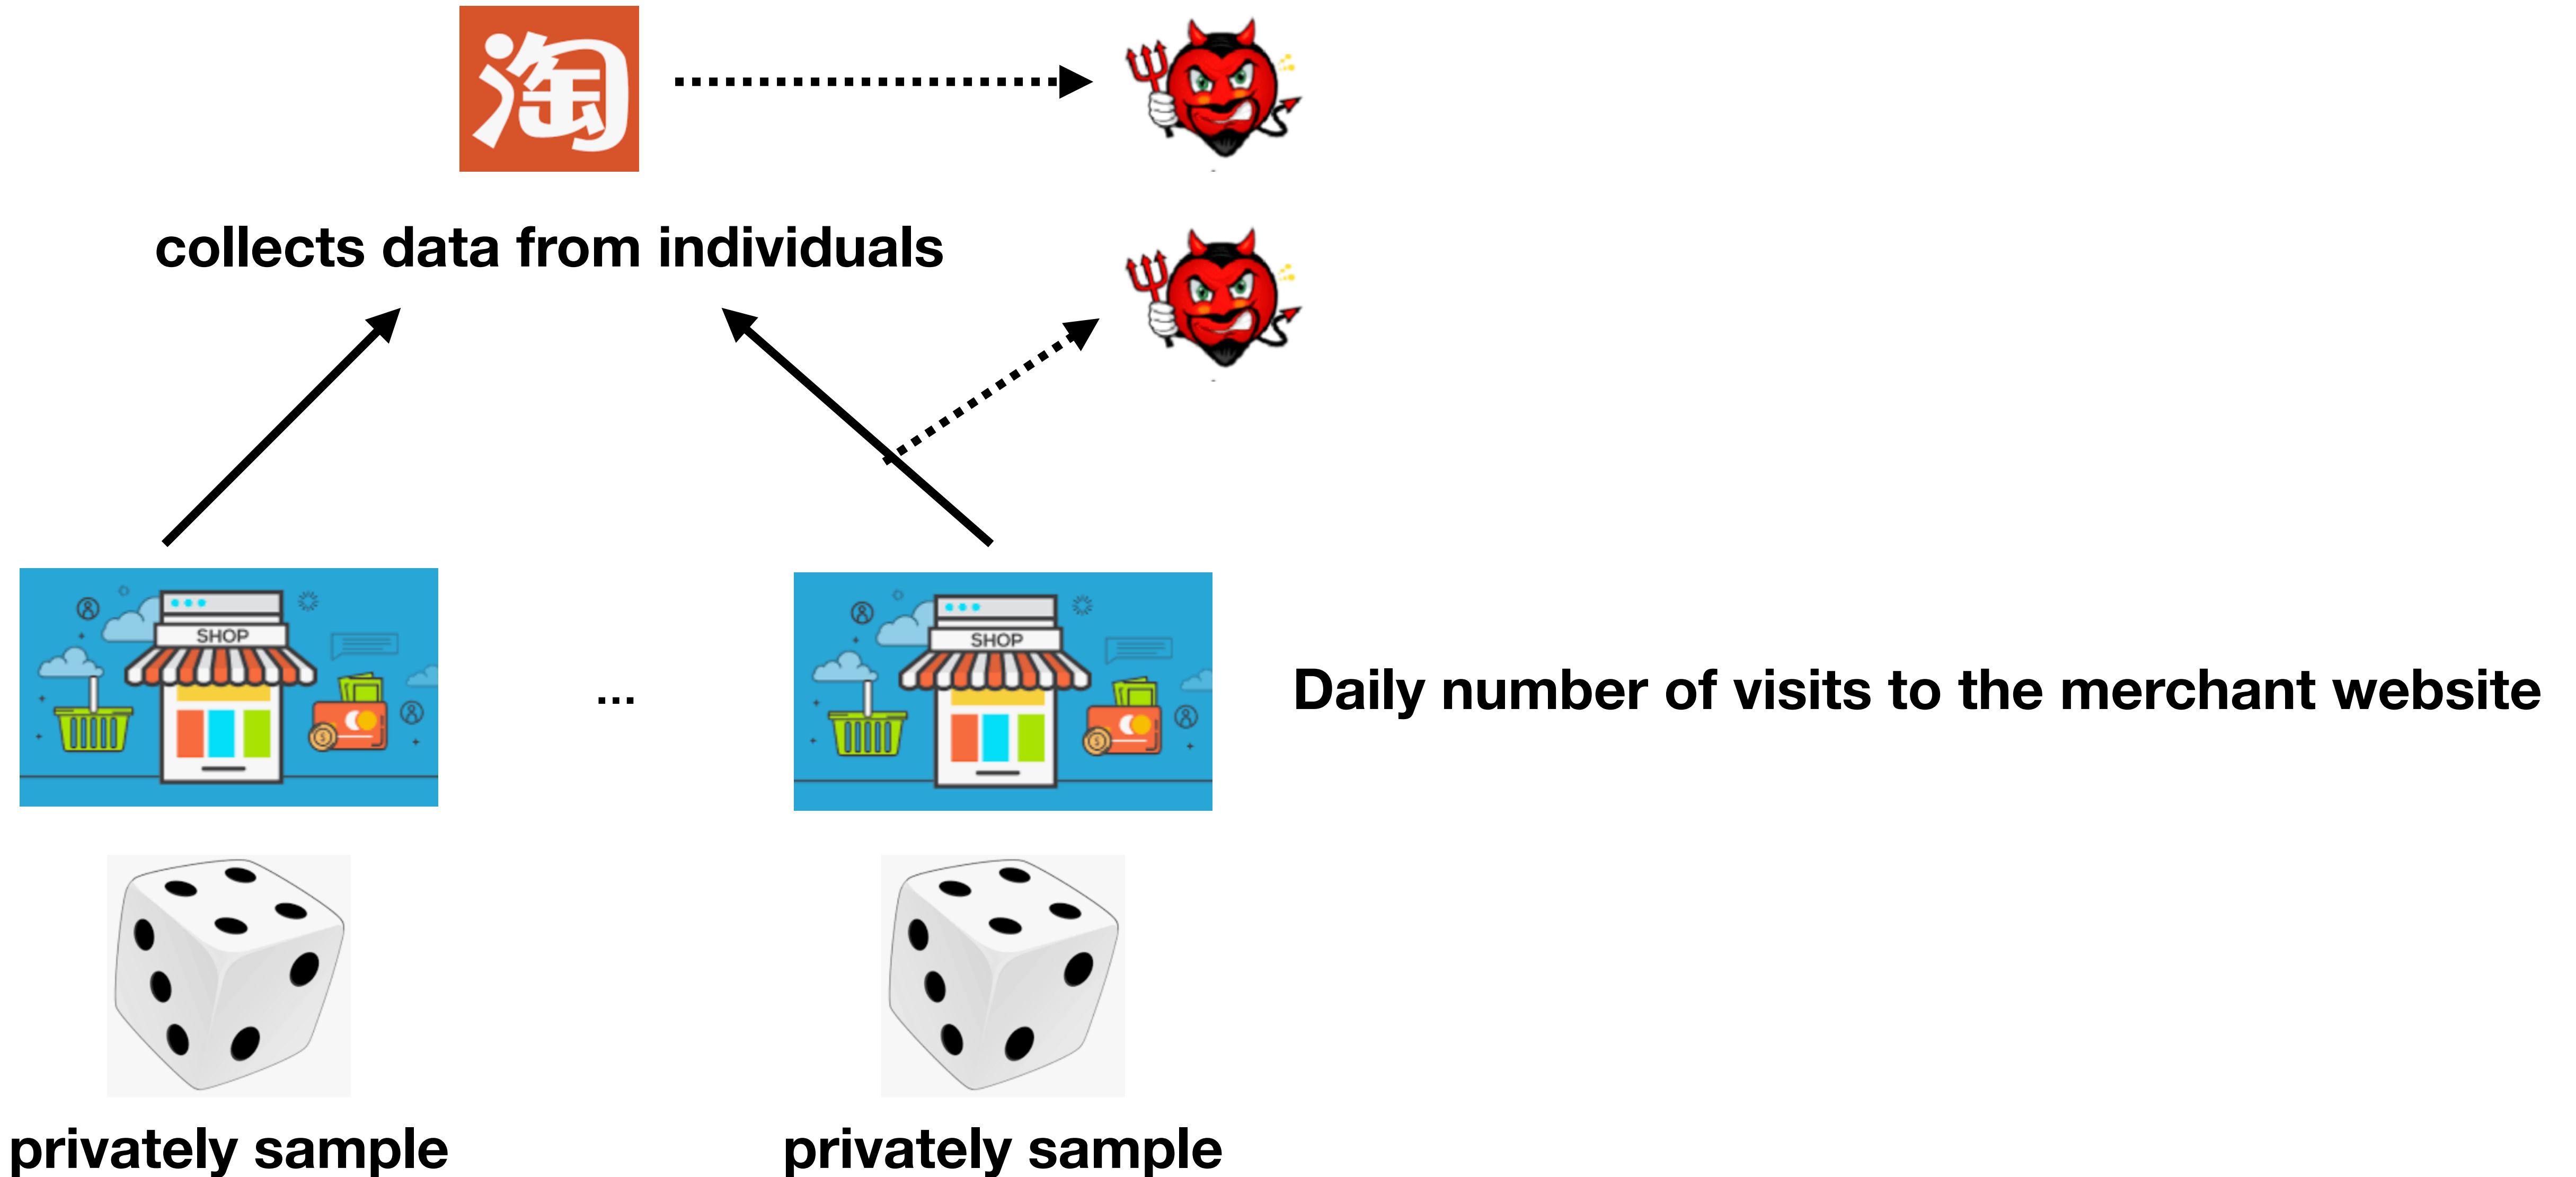 淘
collects data from individuals
SHOP
SHOP
...
Daily number of visits to the merchant website
privately sample
privately sample